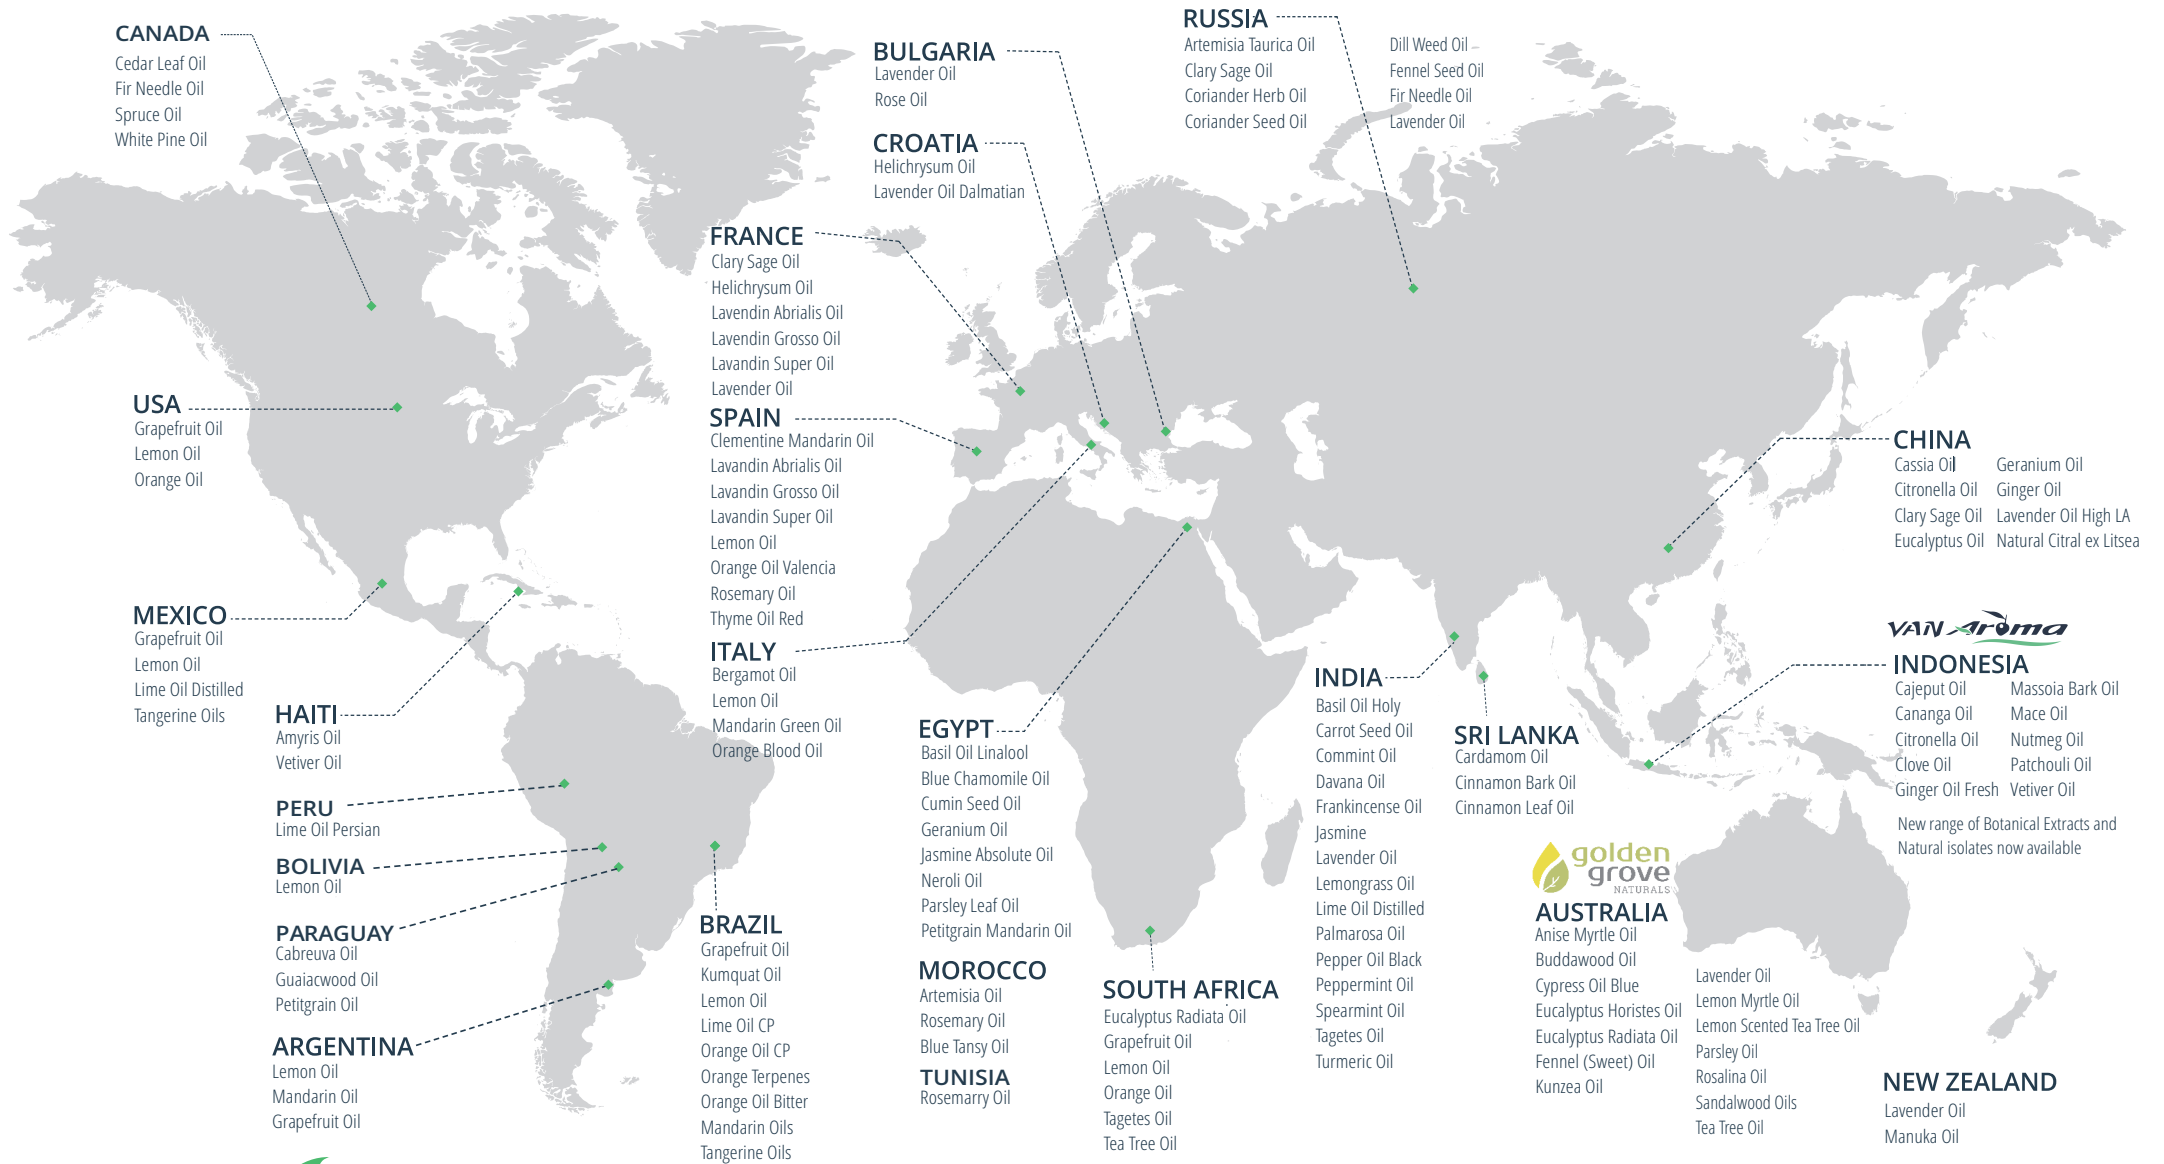 CANADA
Cedar Leaf Oil
Fir Needle Oil
Spruce Oil
White Pine Oil
USA
Grapefruit Oil
Lemon Oil
Orange Oil
MEXICO
Grapefruit Oil
Lemon Oil
Lime Oil Distilled
Tangerine Oils
HAITI
Amyris Oil
Vetiver Oil
PERU
Lime Oil Persian
BOLIVIA
Lemon Oil
PARAGUAY
Cabreuva Oil
Guaiacwood Oil
Petitgrain Oil
ARGENTINA
Lemon Oil
Mandarin Oil
Grapefruit Oil
BRAZIL
Grapefruit Oil
Kumquat Oil
Lemon Oil
Lime Oil CP
Orange Oil CP
Orange Terpenes
Orange Oil Bitter
Mandarin Oils
Tangerine Oils
BULGARIA
Lavender Oil
Rose Oil
CROATIA
Helichrysum Oil
Lavender Oil Dalmatian
FRANCE
Clary Sage Oil
Helichrysum Oil
Lavendin Abrialis Oil
Lavendin Grosso Oil
Lavandin Super Oil
Lavender Oil
SPAIN
Clementine Mandarin Oil
Lavandin Abrialis Oil
Lavandin Grosso Oil
Lavandin Super Oil
Lemon Oil
Orange Oil Valencia
Rosemary Oil
Thyme Oil Red
ITALY
Bergamot Oil
Lemon Oil
Mandarin Green Oil
Orange Blood Oil
EGYPT
Basil Oil Linalool
Blue Chamomile Oil
Cumin Seed Oil
Geranium Oil
Jasmine Absolute Oil
Neroli Oil
Parsley Leaf Oil
Petitgrain Mandarin Oil
MOROCCO
Artemisia Oil
Rosemary Oil
Blue Tansy Oil
TUNISIA
Rosemarry Oil
SOUTH AFRICA
Eucalyptus Radiata Oil
Grapefruit Oil
Lemon Oil
Orange Oil
Tagetes Oil
Tea Tree Oil
RUSSIA
Artemisia Taurica Oil
Clary Sage Oil
Coriander Herb Oil
Coriander Seed Oil
Dill Weed Oil
Fennel Seed Oil
Fir Needle Oil
Lavender Oil
INDIA
Basil Oil Holy
Carrot Seed Oil
Commint Oil
Davana Oil
Frankincense Oil
Jasmine
Lavender Oil
Lemongrass Oil
Lime Oil Distilled
Palmarosa Oil
Pepper Oil Black
Peppermint Oil
Spearmint Oil
Tagetes Oil
Turmeric Oil
SRI LANKA
Cardamom Oil
Cinnamon Bark Oil
Cinnamon Leaf Oil
CHINA
Cassia Oil
Citronella Oil
Clary Sage Oil
Eucalyptus Oil
Geranium Oil
Ginger Oil
Lavender Oil High LA
Natural Citral ex Litsea
VAN Aroma
INDONESIA
Cajeput Oil
Cananga Oil
Citronella Oil
Clove Oil
Ginger Oil Fresh
Massoia Bark Oil
Mace Oil
Nutmeg Oil
Patchouli Oil
Vetiver Oil
New range of Botanical Extracts and
Natural isolates now available
golden
grove
NATURALS
AUSTRALIA
Anise Myrtle Oil
Buddawood Oil
Cypress Oil Blue
Eucalyptus Horistes Oil
Eucalyptus Radiata Oil
Fennel (Sweet) Oil
Kunzea Oil
Lavender Oil
Lemon Myrtle Oil
Lemon Scented Tea Tree Oil
Parsley Oil
Rosalina Oil
Sandalwood Oils
Tea Tree Oil
NEW ZEALAND
Lavender Oil
Manuka Oil